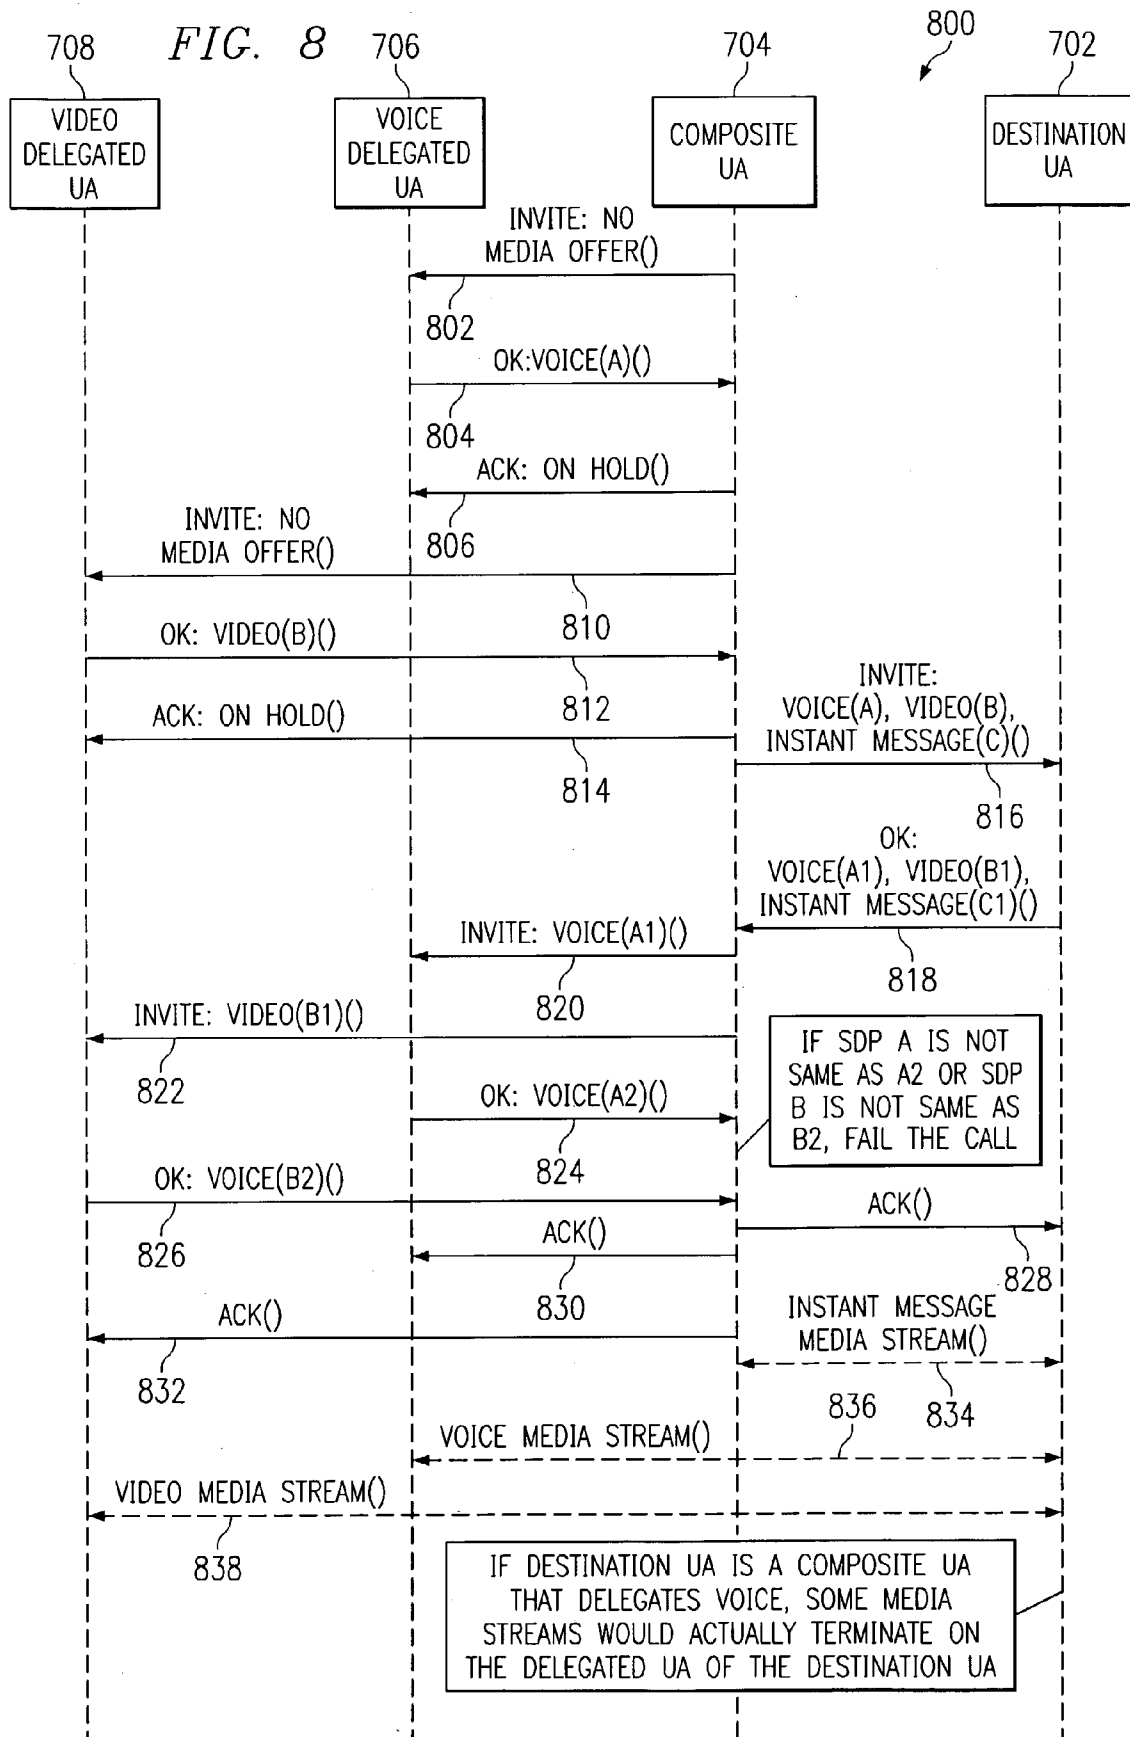 FIG. 8
800
708
706
704
702
VIDEO
DELEGATED
UA
VOICE
DELEGATED
UA
COMPOSITE
UA
DESTINATION
UA
INVITE: NO
MEDIA OFFER()
802
OK:VOICE(A)()
804
ACK: ON HOLD()
806
INVITE: NO
MEDIA OFFER()
810
OK: VIDEO(B)()
812
ACK: ON HOLD()
814
INVITE:
VOICE(A), VIDEO(B),
INSTANT MESSAGE(C)()
816
OK:
VOICE(A1), VIDEO(B1),
INSTANT MESSAGE(C1)()
818
INVITE: VOICE(A1)()
820
INVITE: VIDEO(B1)()
822
IF SDP A IS NOT
SAME AS A2 OR SDP
B IS NOT SAME AS
B2, FAIL THE CALL
OK: VOICE(A2)()
824
OK: VOICE(B2)()
826
ACK()
828
ACK()
830
ACK()
832
INSTANT MESSAGE
MEDIA STREAM()
834
VOICE MEDIA STREAM()
836
VIDEO MEDIA STREAM()
838
IF DESTINATION UA IS A COMPOSITE UA
THAT DELEGATES VOICE, SOME MEDIA
STREAMS WOULD ACTUALLY TERMINATE ON
THE DELEGATED UA OF THE DESTINATION UA